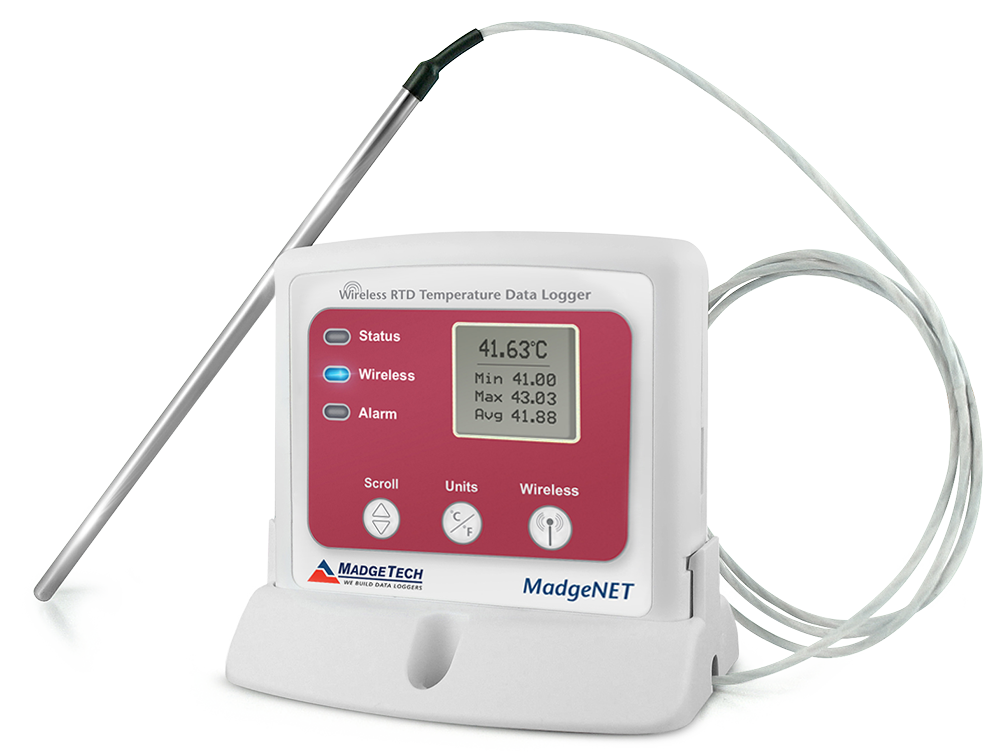 Wireless RTD Temperature Data Logger
Status
Wireless
Alarm
41.63°C
Min 41.00
Max 43.03
Avg 41.88
Scroll
Units
Wireless
°C
°F
MADGETECH
WE BUILD DATA LOGGERS
MadgeNET